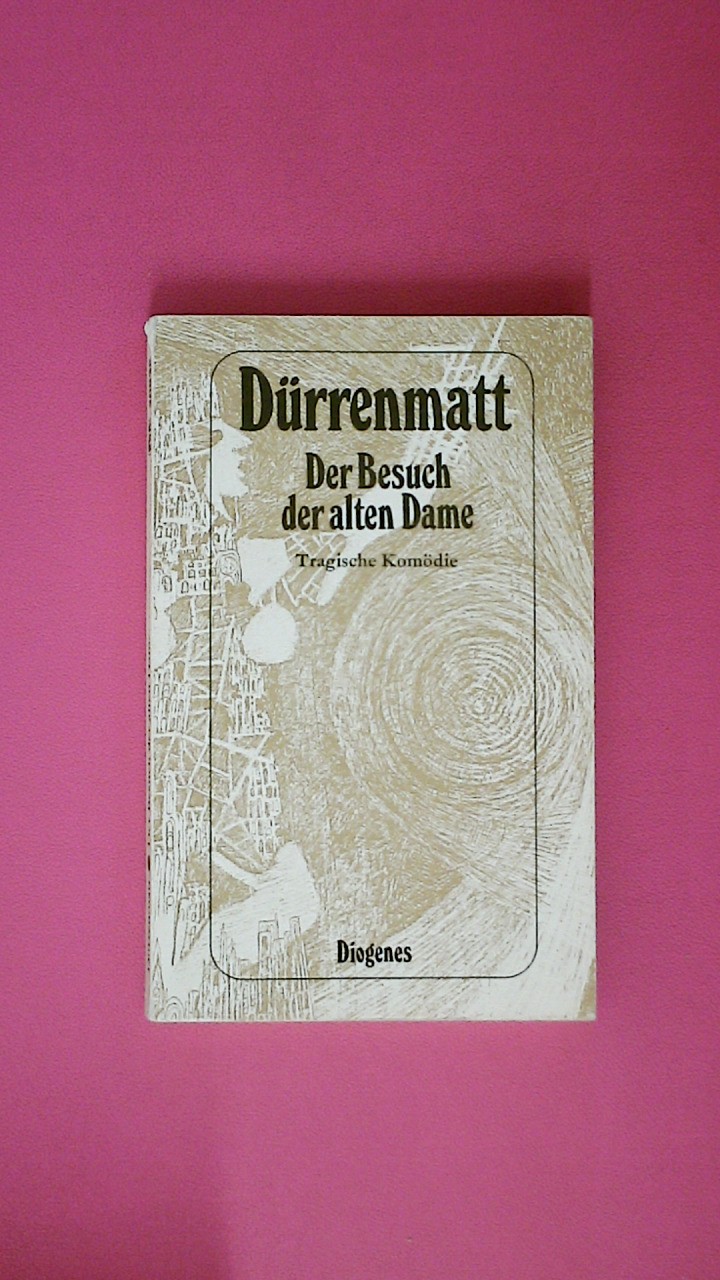 Dürrenmatt
Der Besuch
der alten Dame
Tragische Komödie
Diogenes